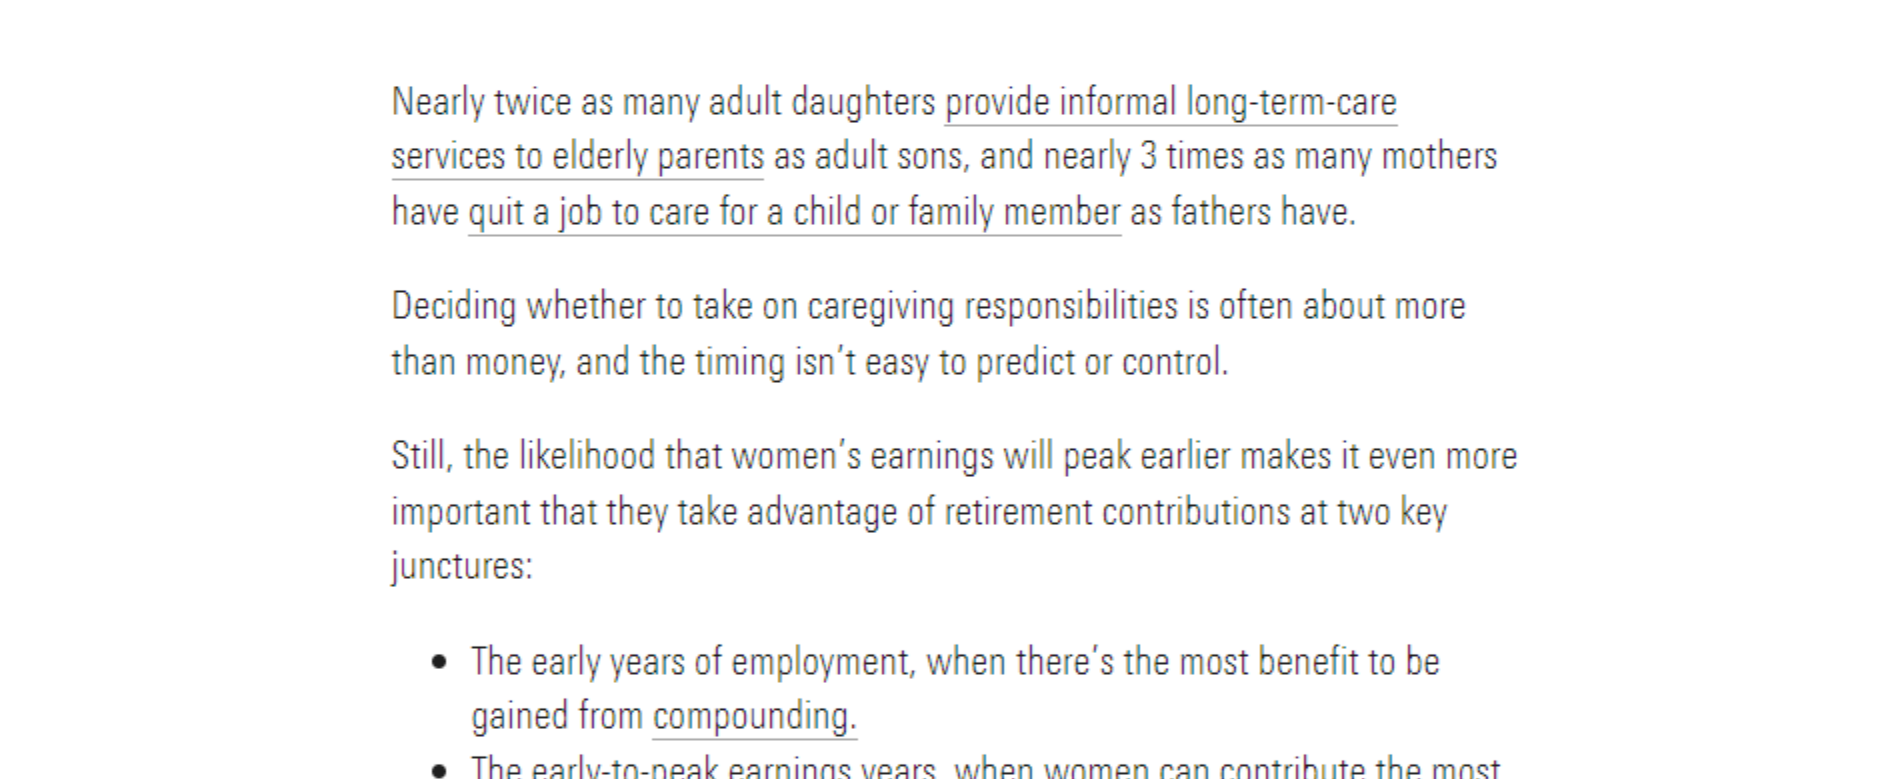 Nearly twice as many adult daughters provide informal long-term-care
services to elderly parents as adult sons, and nearly 3 times as many mothers
have quit a job to care for a child or family member as fathers have.
Deciding whether to take on caregiving responsibilities is often about more
than money, and the timing isn’t easy to predict or control.
Still, the likelihood that women’s earnings will peak earlier makes it even more
important that they take advantage of retirement contributions at two key
junctures:
• The early years of employment, when there’s the most benefit to be
gained from compounding.
• The early-to-peak earnings years, when women can contribute the most